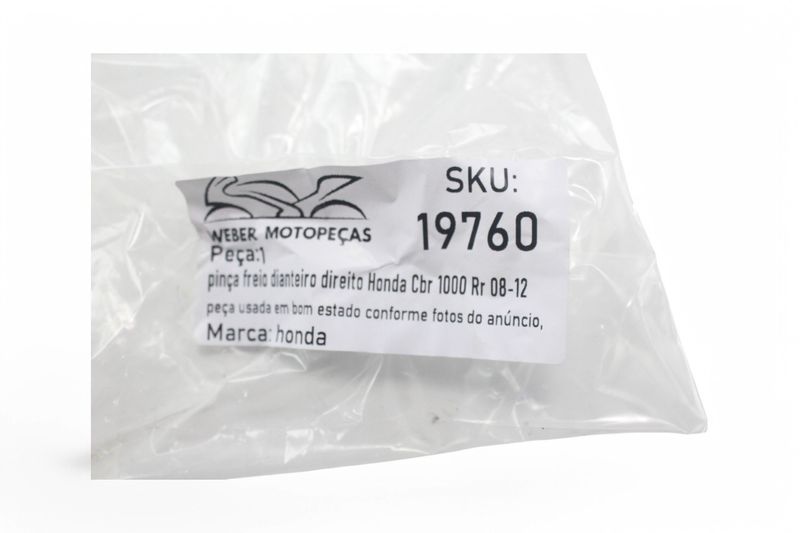 SKU:
19760
WEBER MOTOPEÇAS
Peça:1
pinça freio dianteiro direito Honda Cbr 1000 Rr 08-12
peça usada em bom estado conforme fotos do anúncio,
Marca: honda